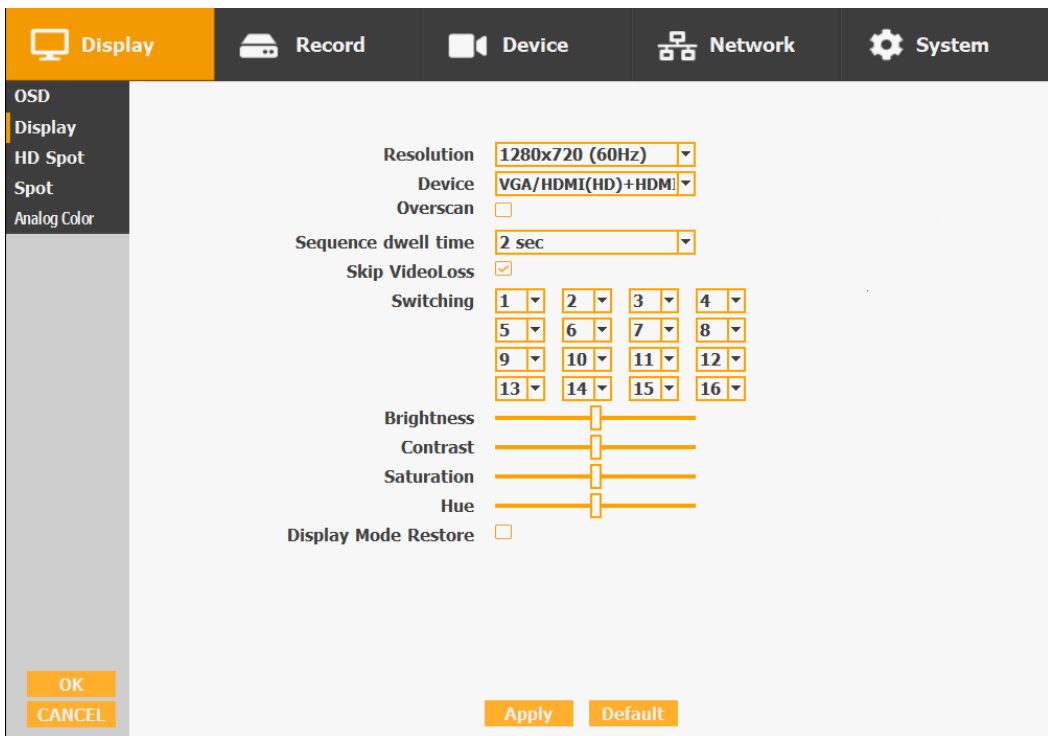 Display Record Device Network System
OSD
Display
HD Spot
Spot
Analog Color
Resolution 1280x720 (60Hz)
Device VGA/HDMI(HD)+HDMI
Overscan
Sequence dwell time 2 sec
Skip VideoLoss
Switching 1 2 3 4
5 6 7 8
9 10 11 12
13 14 15 16
Brightness
Contrast
Saturation
Hue
Display Mode Restore
OK
CANCEL
Apply Default